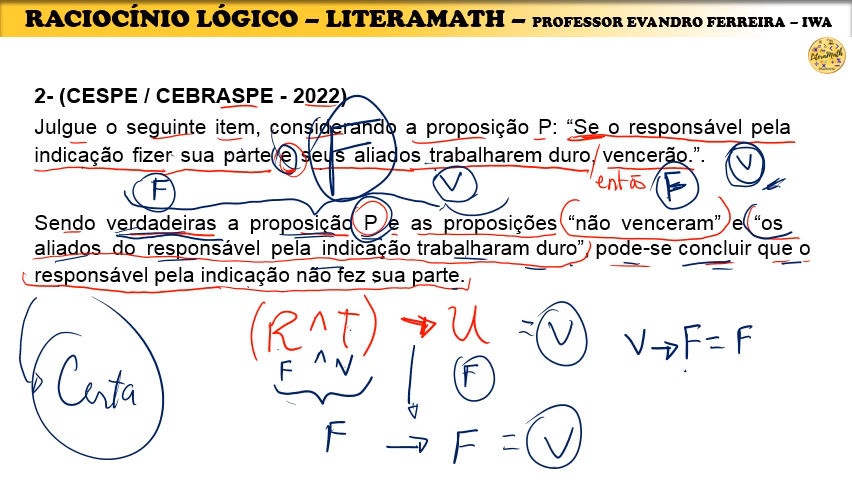 RACIOCÍNIO LÓGICO – LITERAMATH – PROFESSOR EVANDRO FERREIRA – IWA
LiteraMath
2- (CESPE / CEBRASPE - 2022)
Julgue o seguinte item, considerando a proposição P: “Se o responsável pela
indicação fizer sua parte e seus aliados trabalharem duro, vencerão.”.
F
então
F V V F
Sendo verdadeiras a proposição P e as proposições “não venceram” e “os
aliados do responsável pela indicação trabalharam duro”, pode-se concluir que o
responsável pela indicação não fez sua parte.
(R ^ T) → U = V
V → F = F
F ^ V F
F → F = V
Certa